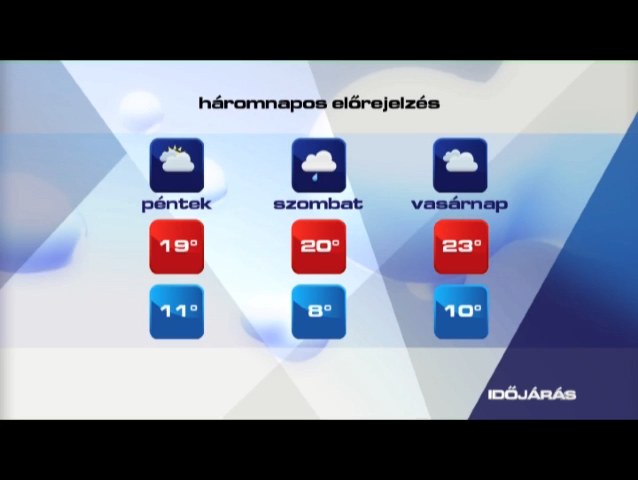 háromnapos előrejelzés
péntek szombat vasárnap
19° 20° 23°
11° 8° 10°
IDŐJÁRÁS